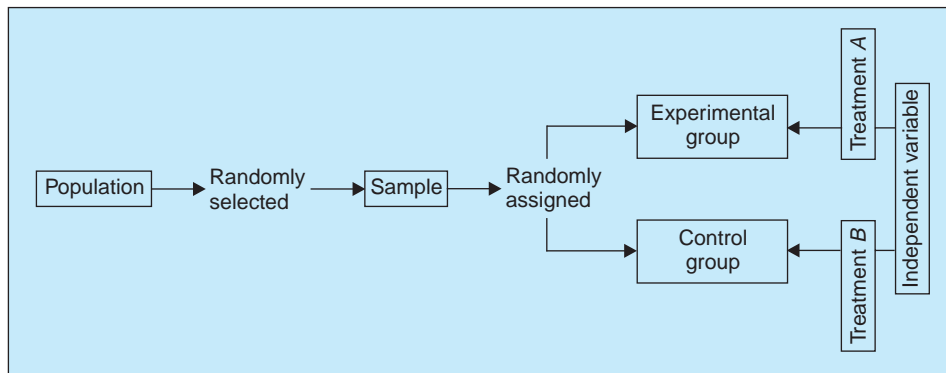 Population
Randomly
selected
Sample
Randomly
assigned
Experimental
group
Control
group
Treatment A
Treatment B
Independent variable